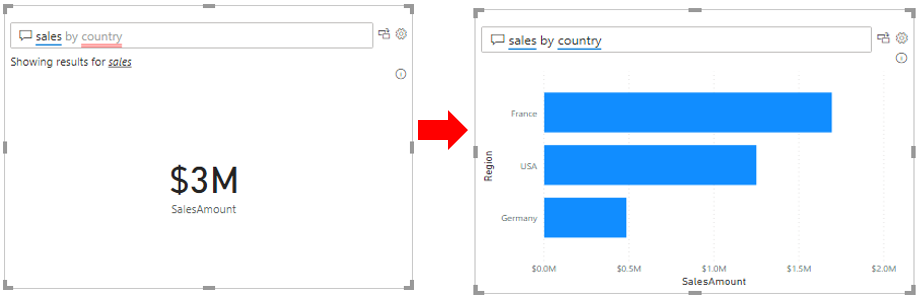 sales by country
Showing results for sales
$3M
SalesAmount
sales by country
Region
France
USA
Germany
$0.0M $0.5M $1.0M $1.5M $2.0M
SalesAmount